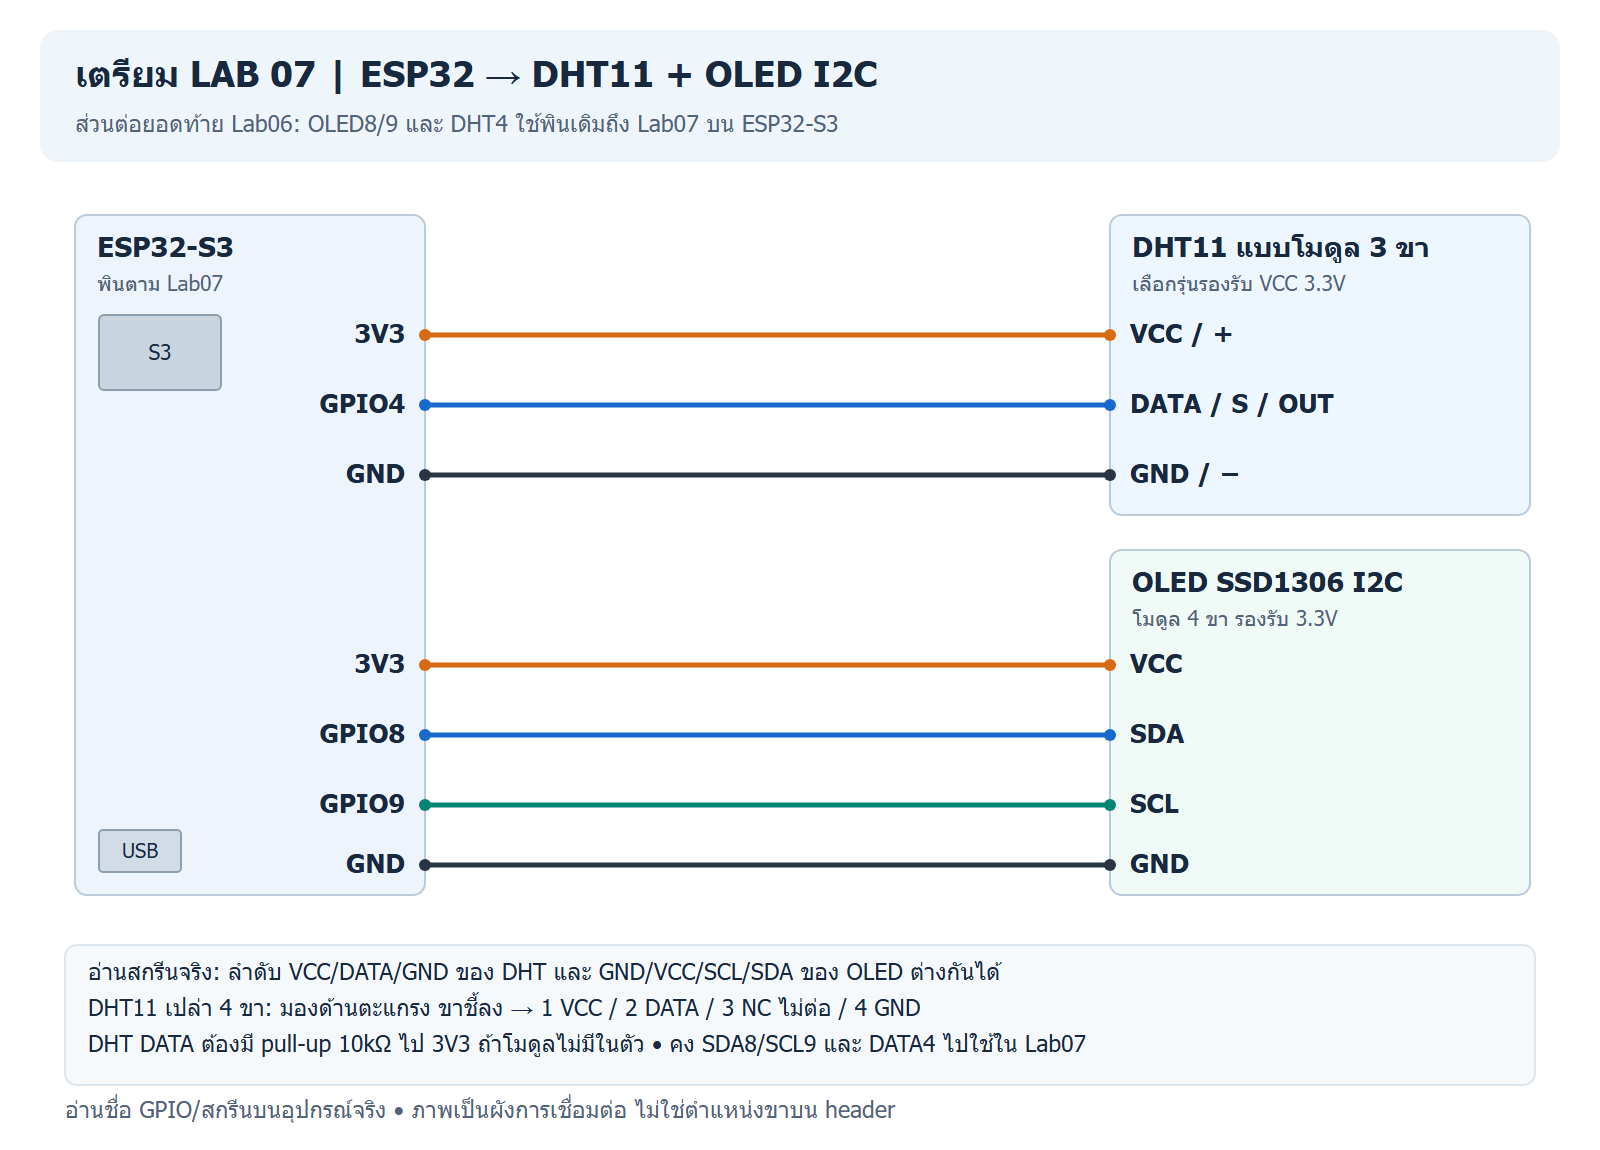 เตรียม LAB 07 | ESP32 → DHT11 + OLED I2C
ส่วนต่อยอดท้าย Lab06: OLED8/9 และ DHT4 ใช้พินเดิมถึง Lab07 บน ESP32-S3
ESP32-S3
พินตาม Lab07
S3
3V3
GPIO4
GND
3V3
GPIO8
GPIO9
GND
USB
DHT11 แบบโมดูล 3 ขา
เลือกรุ่นรองรับ VCC 3.3V
VCC / +
DATA / S / OUT
GND / −
OLED SSD1306 I2C
โมดูล 4 ขา รองรับ 3.3V
VCC
SDA
SCL
GND
อ่านสกรีนจริง: ลำดับ VCC/DATA/GND ของ DHT และ GND/VCC/SCL/SDA ของ OLED ต่างกันได้
DHT11 เปล่า 4 ขา: มองด้านตะแกรง ขาชี้ลง → 1 VCC / 2 DATA / 3 NC ไม่ต่อ / 4 GND
DHT DATA ต้องมี pull-up 10kΩ ไป 3V3 ถ้าโมดูลไม่มีในตัว • คง SDA8/SCL9 และ DATA4 ไปใช้ใน Lab07
อ่านชื่อ GPIO/สกรีนบนอุปกรณ์จริง • ภาพเป็นผังการเชื่อมต่อ ไม่ใช่ตำแหน่งขาบน header